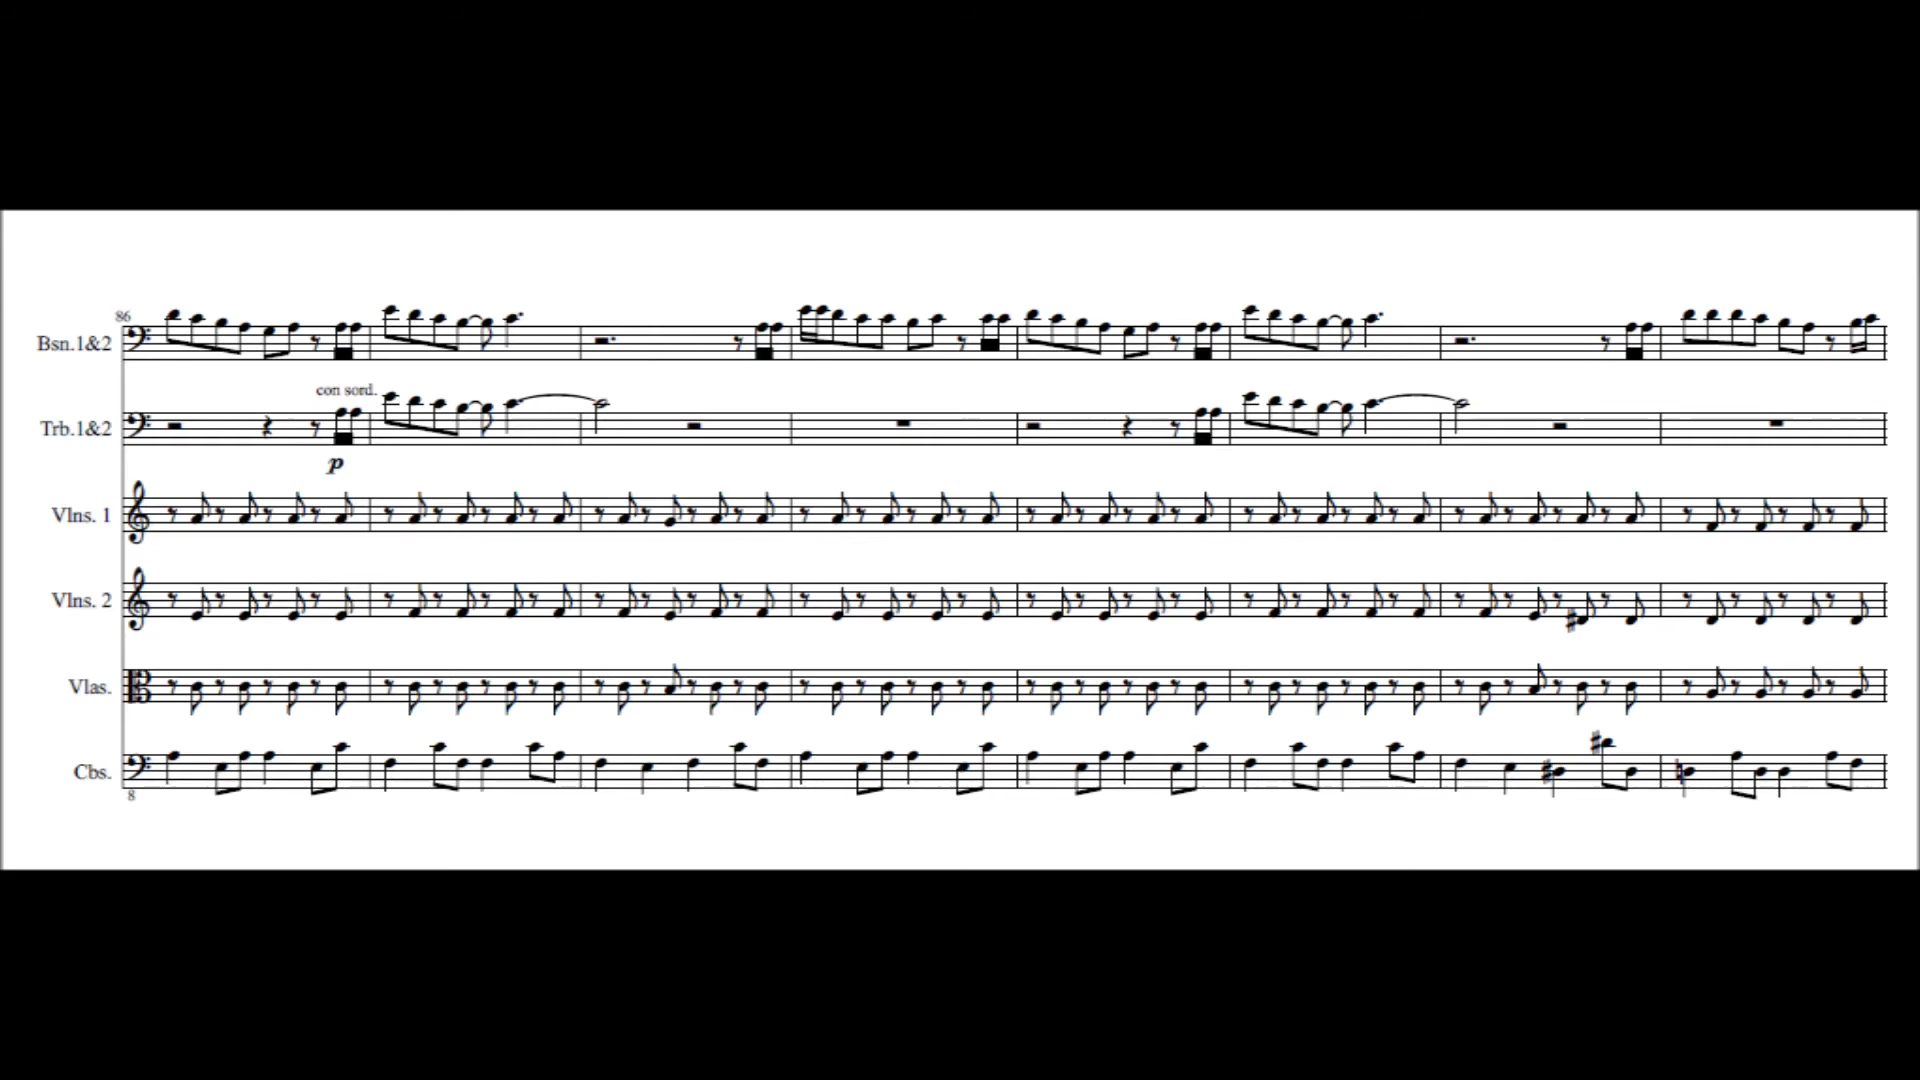 86
Bsn.1&2
con sord.
Trb.1&2
p
Vlns. 1
Vlns. 2
Vlas.
Cbs.
8